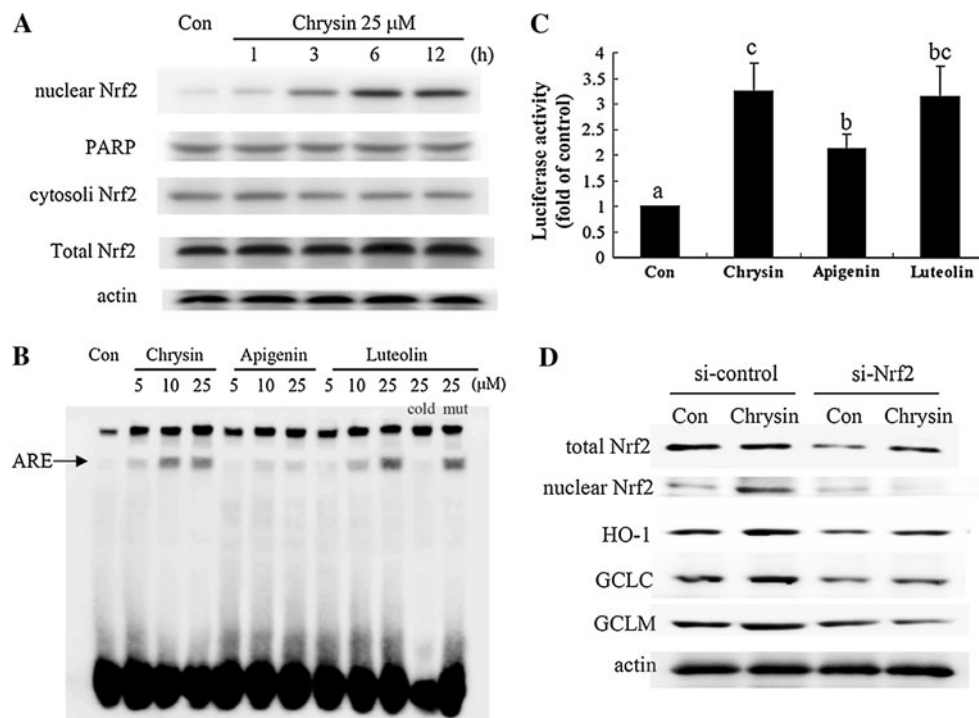 A
Con
Chrysin 25 μM
1 3 6 12 (h)
nuclear Nrf2
PARP
cytosoli Nrf2
Total Nrf2
actin
B
Con Chrysin Apigenin Luteolin
5 10 25 5 10 25 5 10 25 25 25 (μM)
cold mut
ARE
C
Luciferase activity
(fold of control)
4
3.5
3
2.5
2
1.5
1
0.5
0
a
c
b
bc
Con Chrysin Apigenin Luteolin
D
si-control si-Nrf2
Con Chrysin Con Chrysin
total Nrf2
nuclear Nrf2
HO-1
GCLC
GCLM
actin